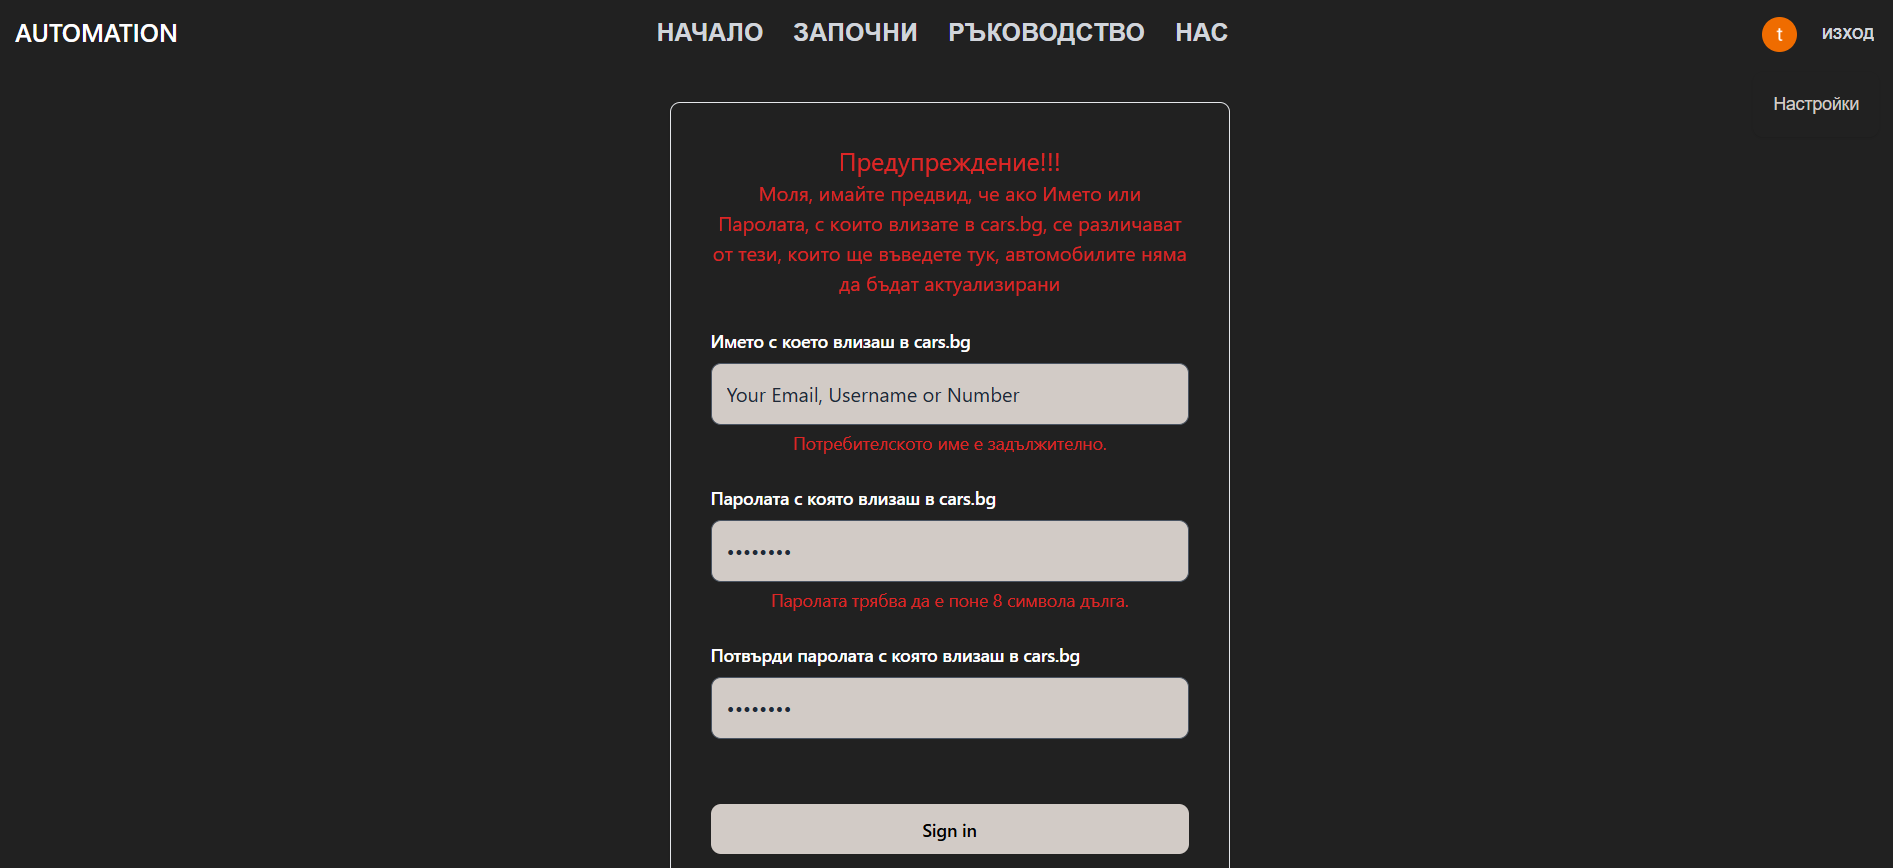 AUTOMATION
НАЧАЛО ЗАПОЧНИ РЪКОВОДСТВО НАС
t ИЗХОД
Настройки
Предупреждение!!!
Моля, имайте предвид, че ако Името или
Паролата, с които влизате в cars.bg, се различават
от тези, които ще въведете тук, автомобилите няма
да бъдат актуализирани
Името с което влизаш в cars.bg
Your Email, Username or Number
Потребителското име е задължително.
Паролата с която влизаш в cars.bg
••••••••
Паролата трябва да е поне 8 символа дълга.
Потвърди паролата с която влизаш в cars.bg
••••••••
Sign in